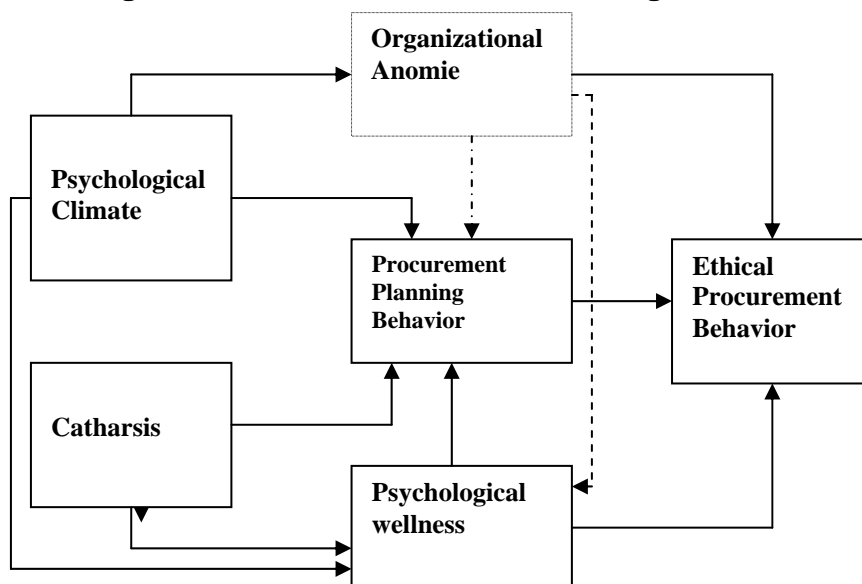 Organizational
Anomie
Psychological
Climate
Procurement
Planning
Behavior
Ethical
Procurement
Behavior
Catharsis
Psychological
wellness